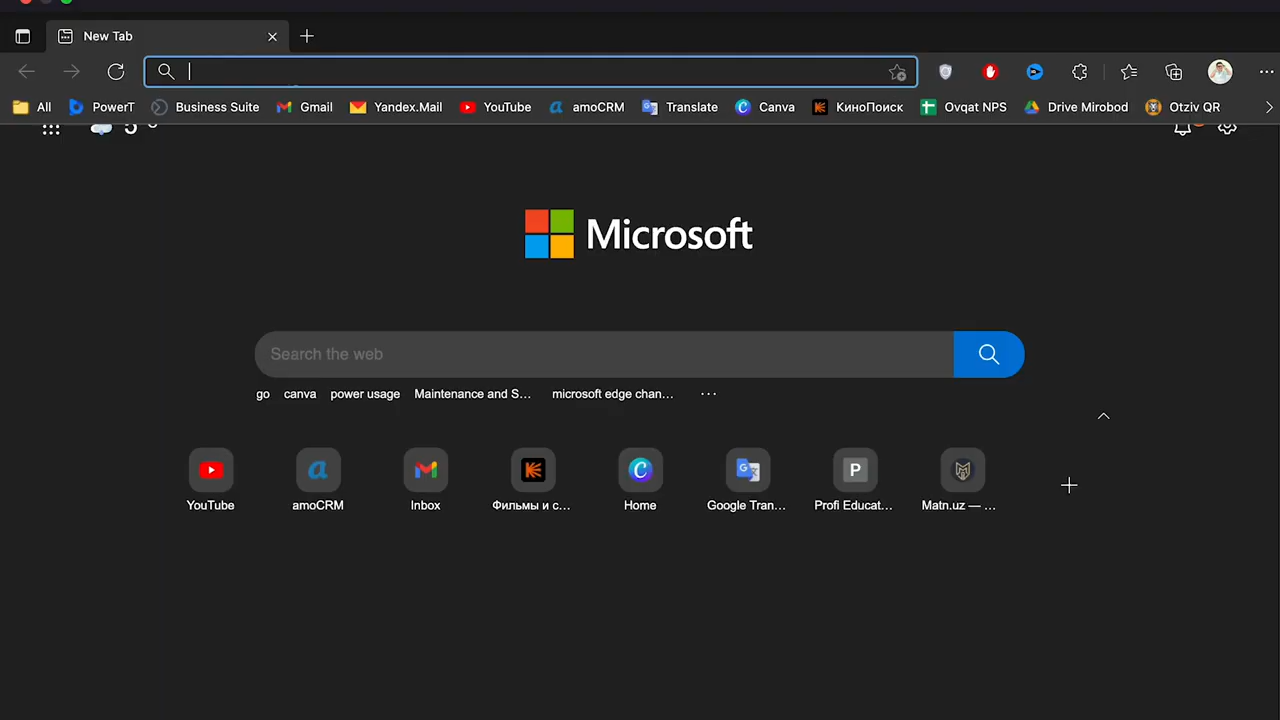 New Tab
All PowerT Business Suite Gmail Yandex.Mail YouTube amoCRM Translate Canva КиноПоиск Ovqat NPS Drive Mirobod Otziv QR
5
Microsoft
Search the web
go canva power usage Maintenance and S... microsoft edge chan...
P
YouTube amoCRM Inbox Фильмы и с... Home Google Tran... Profi Educat... Matn.uz — ...